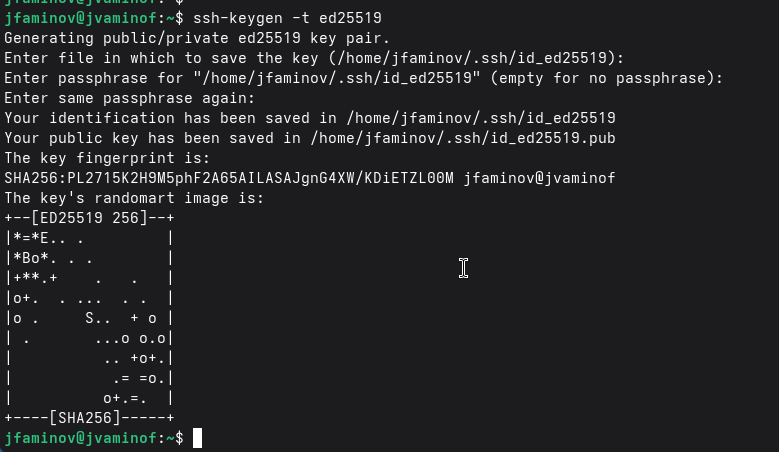 jfaminov@jvaminof:~$ ssh-keygen -t ed25519
Generating public/private ed25519 key pair.
Enter file in which to save the key (/home/jfaminov/.ssh/id_ed25519):
Enter passphrase for "/home/jfaminov/.ssh/id_ed25519" (empty for no passphrase):
Enter same passphrase again:
Your identification has been saved in /home/jfaminov/.ssh/id_ed25519
Your public key has been saved in /home/jfaminov/.ssh/id_ed25519.pub
The key fingerprint is:
SHA256:PL2715K2H9M5phF2A65AILASAJgnG4XW/KDiETZL00M jfaminov@jvaminof
The key's randomart image is:
+--[ED25519 256]--+
|*=*E.. .         |
|*Bo*. . .        |
|+**.+    .   .   |
|o+.  . ...  . .  |
|o .     S..  + o |
| .       ...o o.o|
|          .. +o+.|
|           .= =o.|
|          o+.=.  |
+----[SHA256]-----+
jfaminov@jvaminof:~$